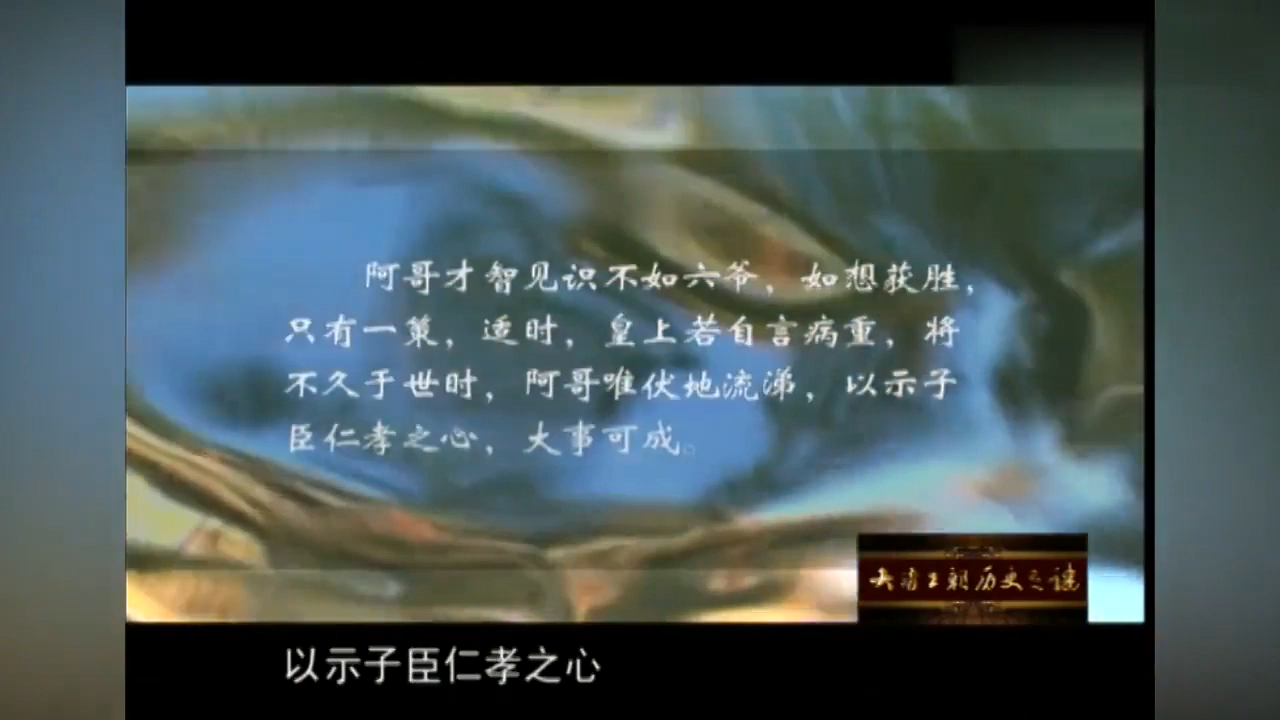 阿哥才智见识不如六爷，如想获胜，
只有一策，适时，皇上若自言病重，将
不久于世时，阿哥唯伏地流涕，以示子
臣仁孝之心，大事可成。
大清王朝历史之谜
以示子臣仁孝之心